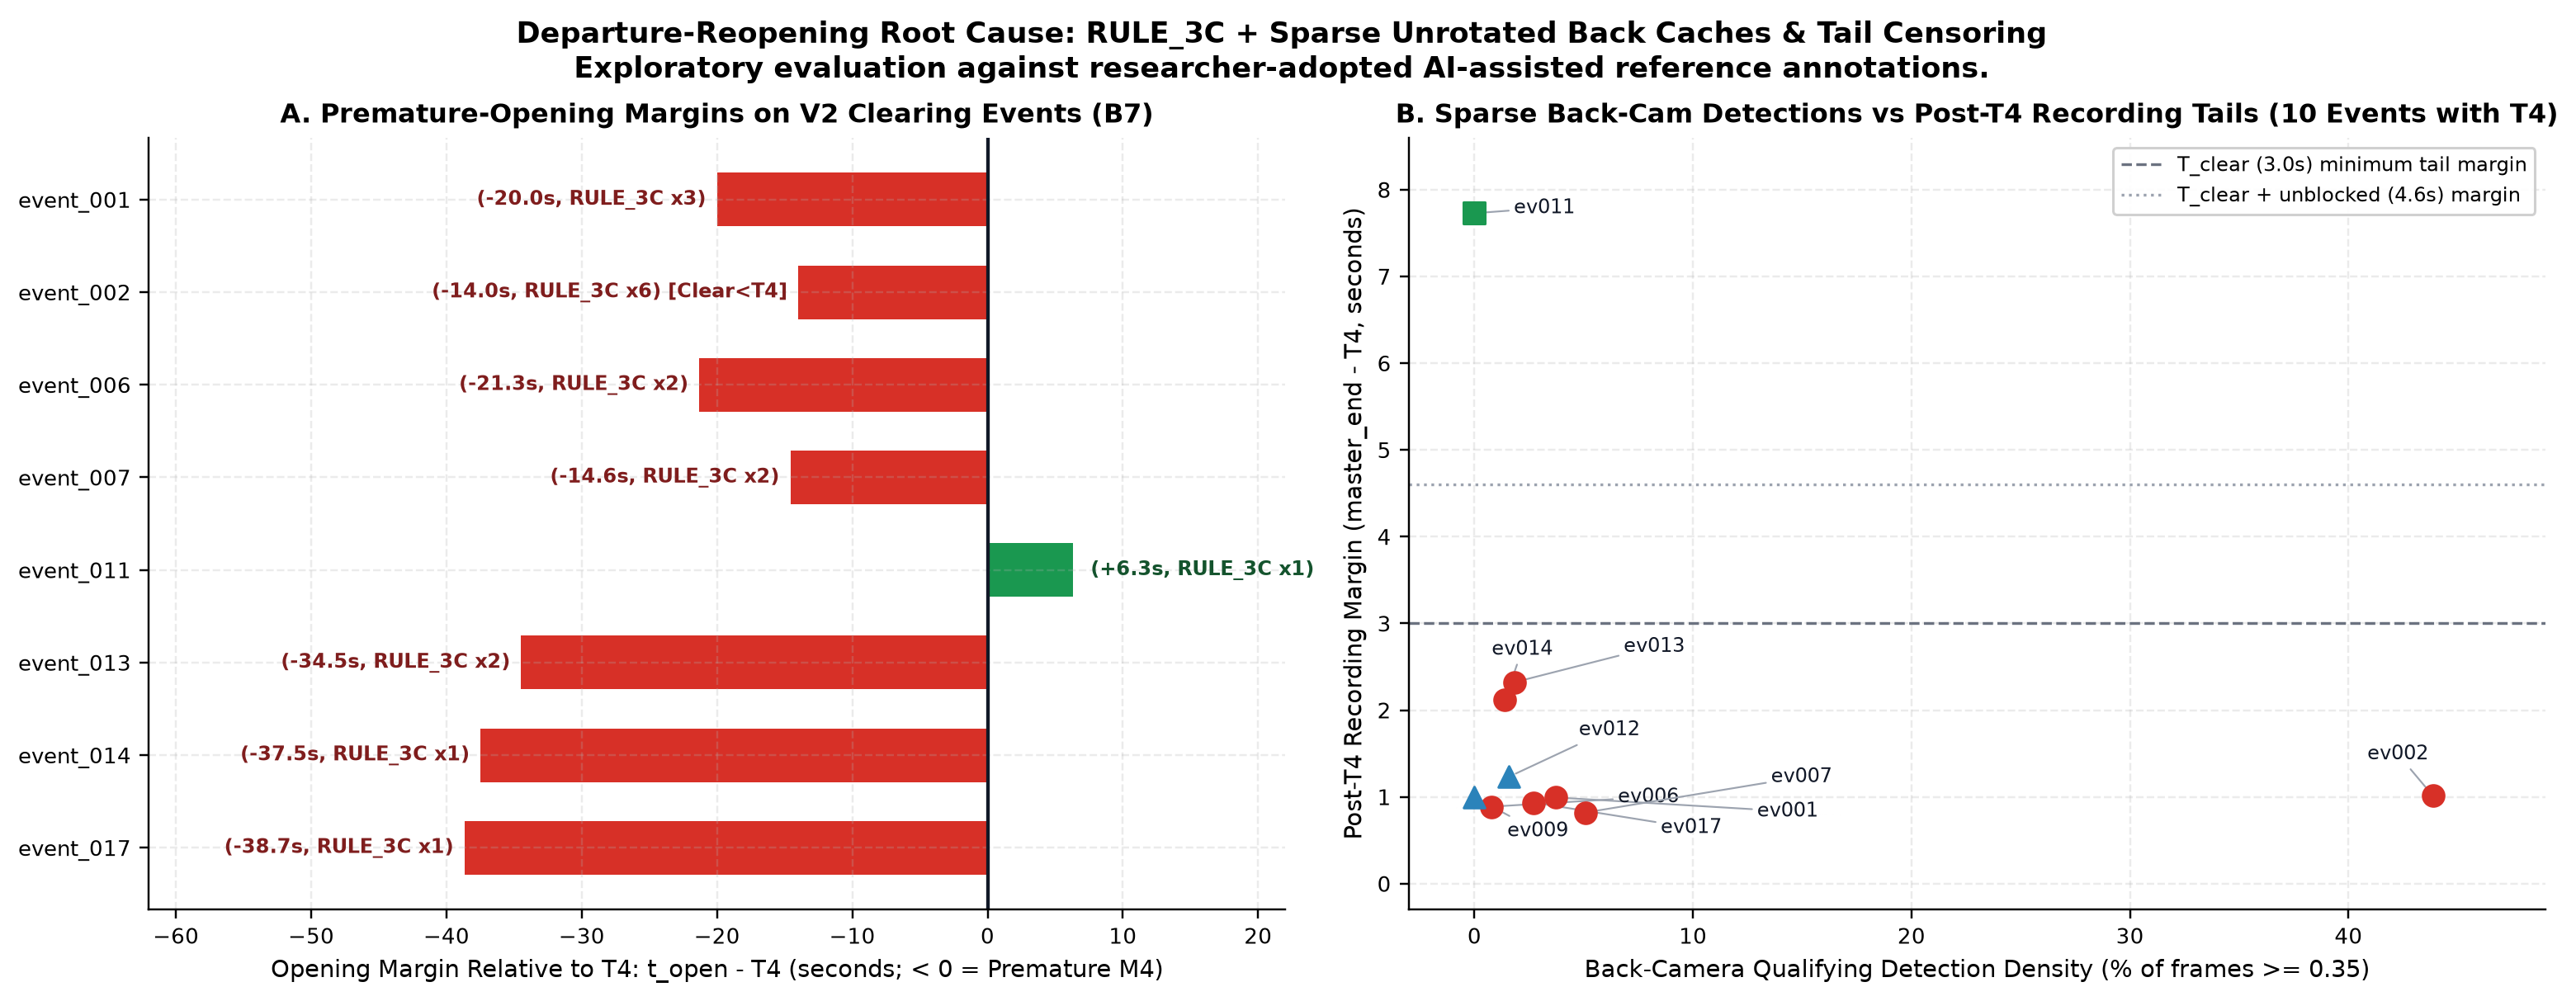 Departure-Reopening Root Cause: RULE_3C + Sparse Unrotated Back Caches & Tail Censoring
Exploratory evaluation against researcher-adopted AI-assisted reference annotations.
A. Premature-Opening Margins on V2 Clearing Events (B7)
event_001
(-20.0s, RULE_3C x3)
event_002
(-14.0s, RULE_3C x6) [Clear<T4]
event_006
(-21.3s, RULE_3C x2)
event_007
(-14.6s, RULE_3C x2)
event_011
(+6.3s, RULE_3C x1)
event_013
(-34.5s, RULE_3C x2)
event_014
(-37.5s, RULE_3C x1)
event_017
(-38.7s, RULE_3C x1)
−60 −50 −40 −30 −20 −10 0 10 20
Opening Margin Relative to T4: t_open - T4 (seconds; < 0 = Premature M4)
B. Sparse Back-Cam Detections vs Post-T4 Recording Tails (10 Events with T4)
T_clear (3.0s) minimum tail margin
T_clear + unblocked (4.6s) margin
Post-T4 Recording Margin (master_end - T4, seconds)
8
7
6
5
4
3
2
1
0
ev011
ev014
ev013
ev012
ev002
ev007
ev006
ev001
ev009
ev017
0 10 20 30 40
Back-Camera Qualifying Detection Density (% of frames >= 0.35)